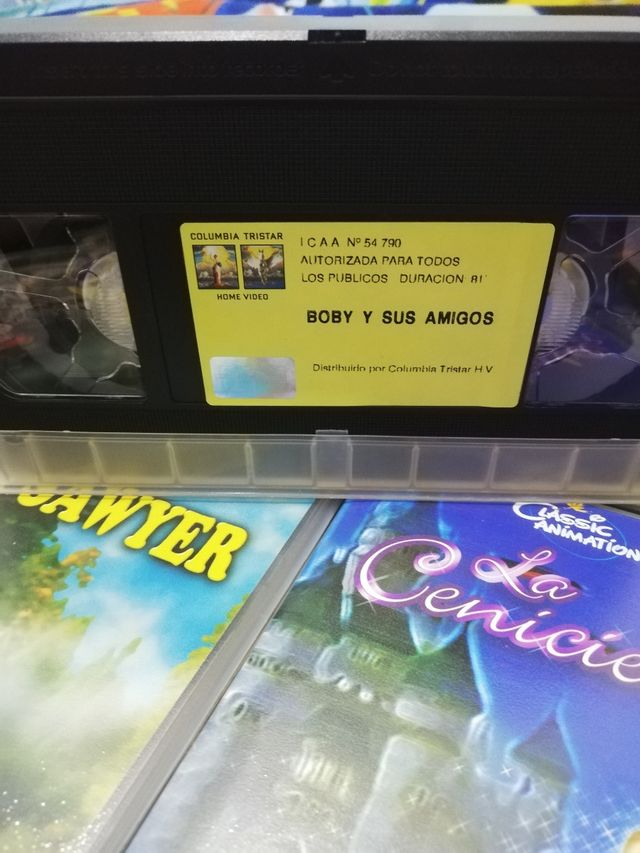 COLUMBIA TRISTAR
HOME VIDEO
I C A A Nº 54 790
AUTORIZADA PARA TODOS
LOS PUBLICOS DURACION 81'
BOBY Y SUS AMIGOS
Distribuido por Columbia Tristar H V
SAWYER
CLASSIC
ANIMATION
La
Cenicie